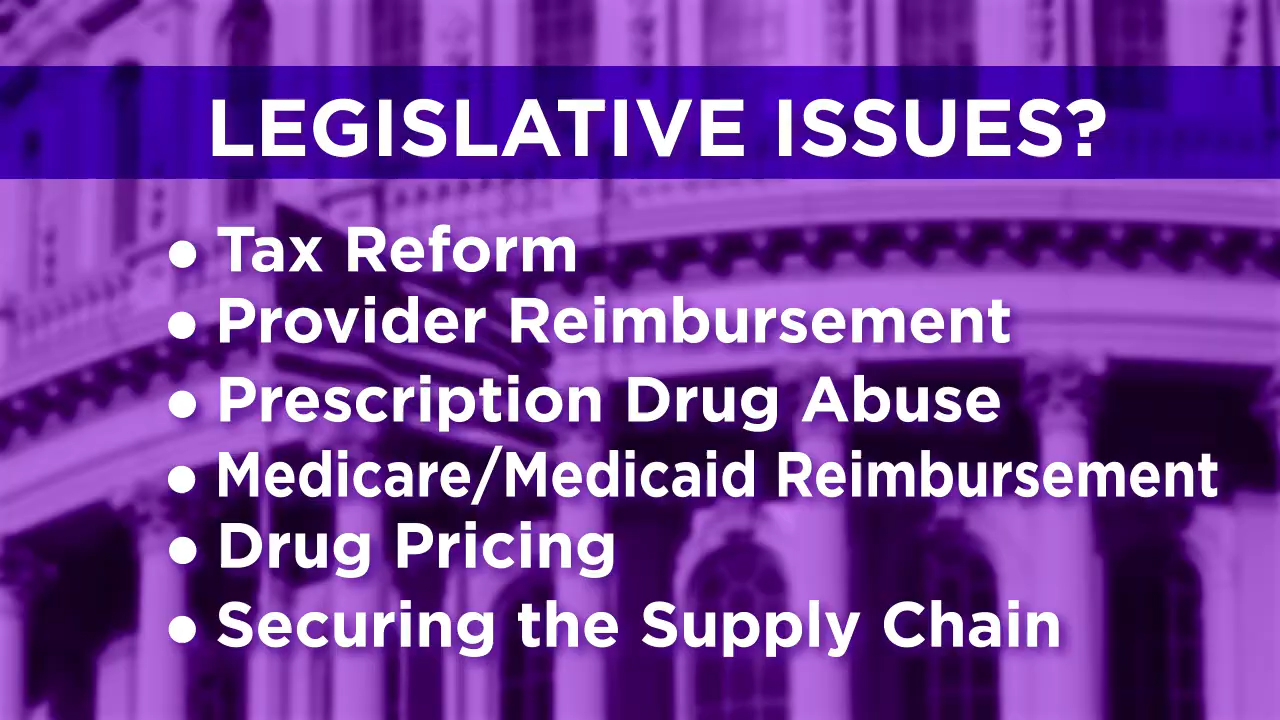 LEGISLATIVE ISSUES?
• Tax Reform
• Provider Reimbursement
• Prescription Drug Abuse
• Medicare/Medicaid Reimbursement
• Drug Pricing
• Securing the Supply Chain